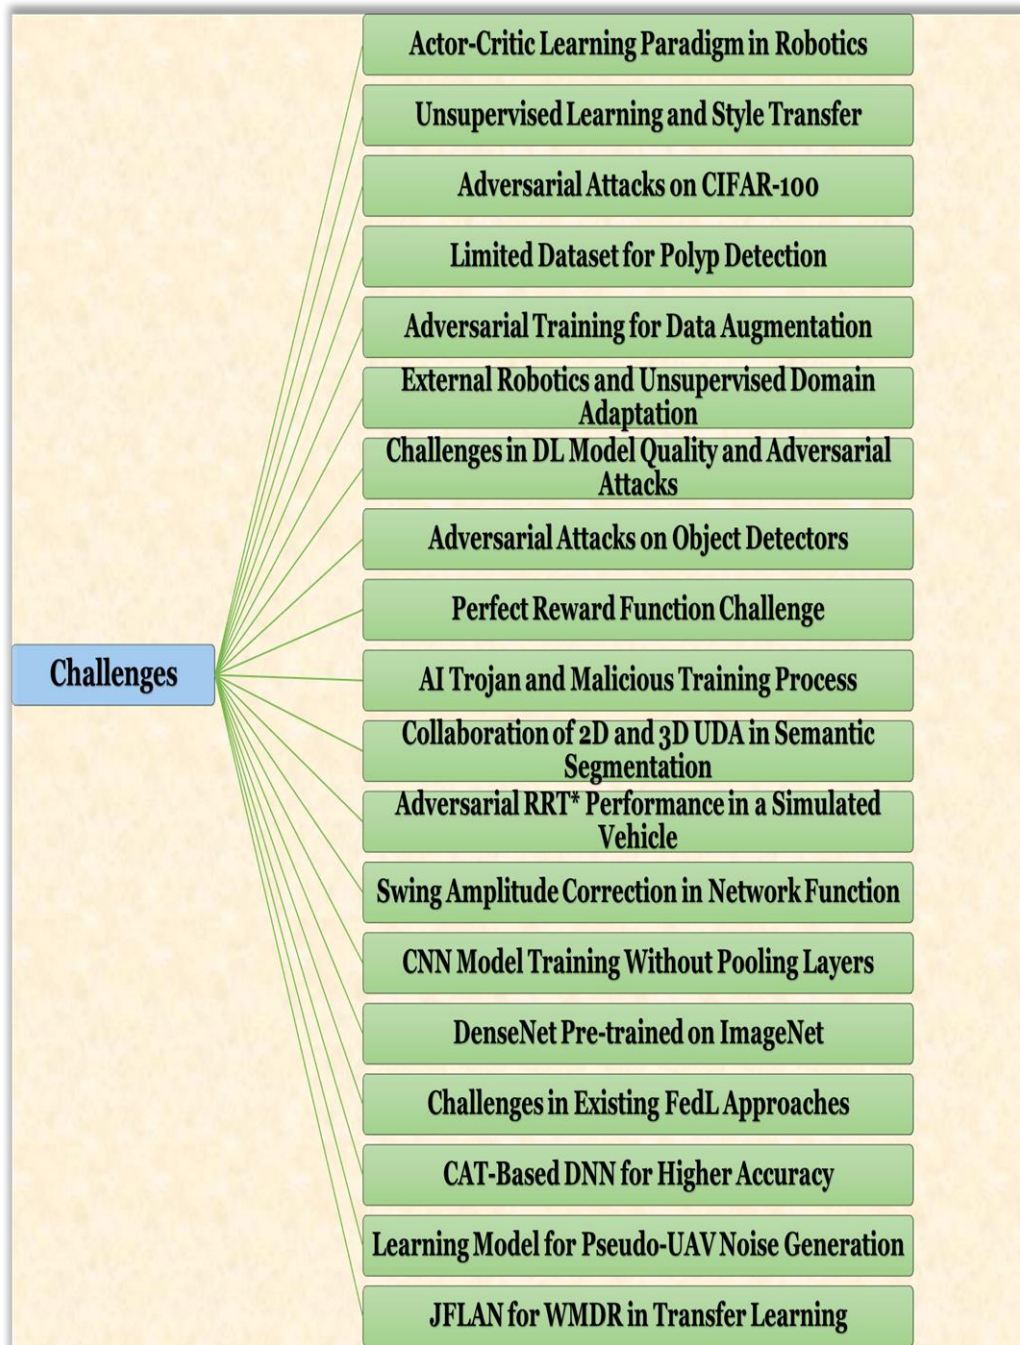 Actor-Critic Learning Paradigm in Robotics
Unsupervised Learning and Style Transfer
Adversarial Attacks on CIFAR-100
Limited Dataset for Polyp Detection
Adversarial Training for Data Augmentation
External Robotics and Unsupervised Domain
Adaptation
Challenges in DL Model Quality and Adversarial
Attacks
Adversarial Attacks on Object Detectors
Perfect Reward Function Challenge
Challenges
AI Trojan and Malicious Training Process
Collaboration of 2D and 3D UDA in Semantic
Segmentation
Adversarial RRT* Performance in a Simulated
Vehicle
Swing Amplitude Correction in Network Function
CNN Model Training Without Pooling Layers
DenseNet Pre-trained on ImageNet
Challenges in Existing FedL Approaches
CAT-Based DNN for Higher Accuracy
Learning Model for Pseudo-UAV Noise Generation
JFLAN for WMDR in Transfer Learning